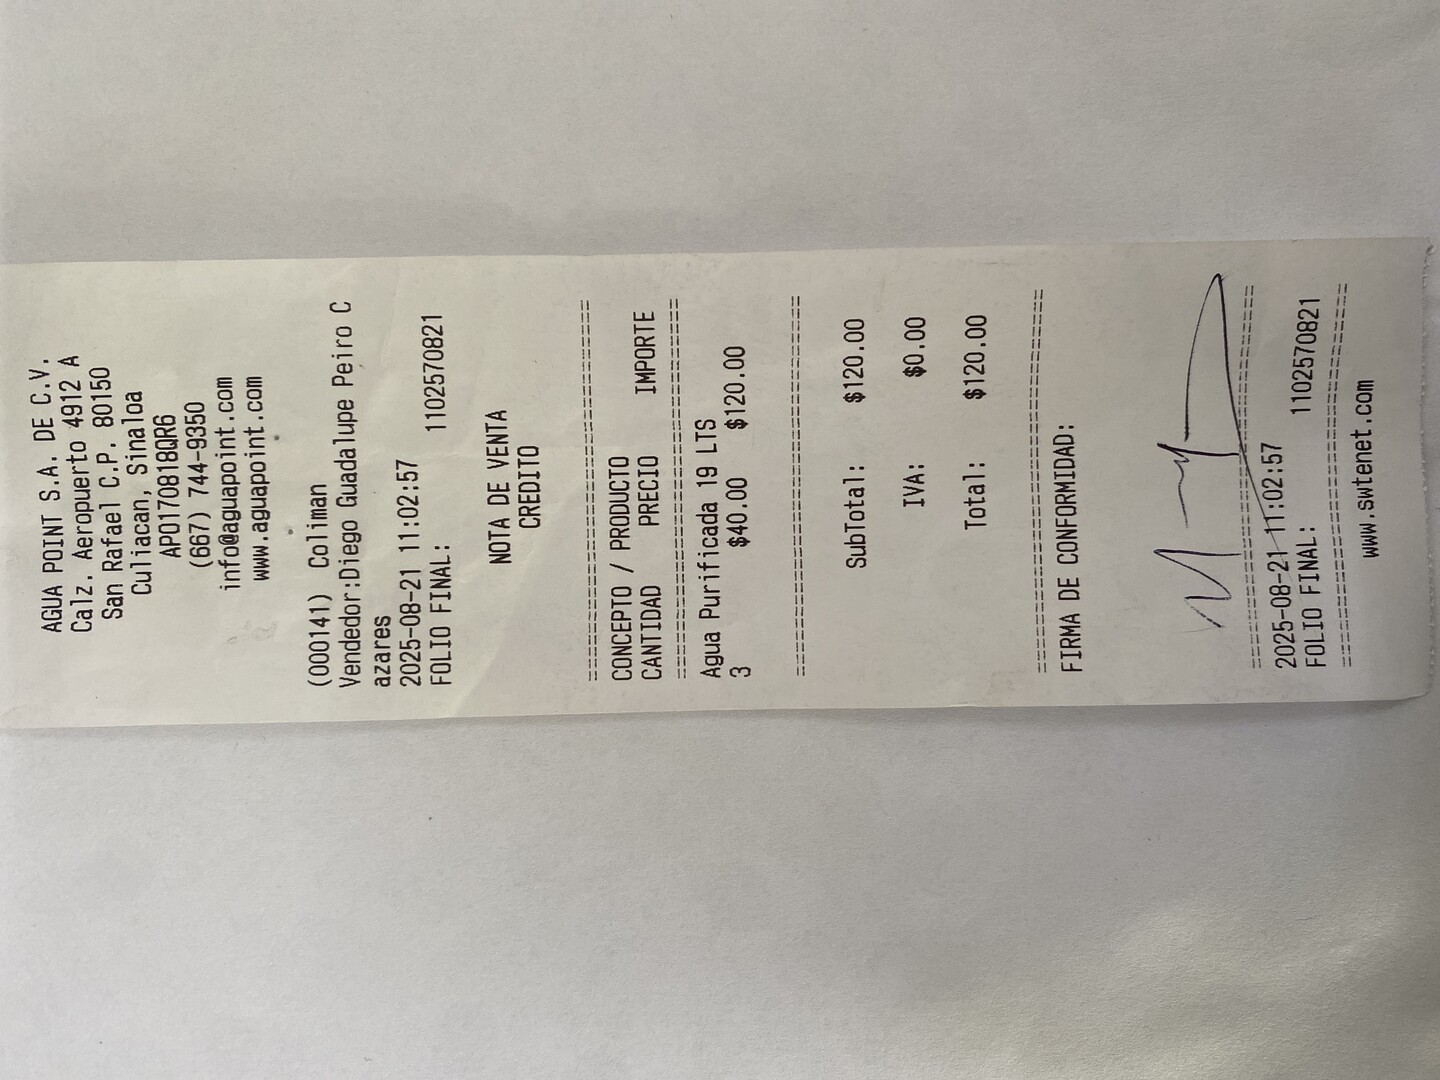 AGUA POINT S.A. DE C.V.
Calz. Aeropuerto 4912 A
San Rafael C.P. 80150
Culiacan, Sinaloa
APO170818QR6
(667) 744-9350
info@aguapoint.com
www.aguapoint.com
(000141) Coliman
Vendedor:Diego Guadalupe Peiro C
azares
2025-08-21 11:02:57
FOLIO FINAL: 1102570821
NOTA DE VENTA
CREDITO
CONCEPTO / PRODUCTO
CANTIDAD PRECIO IMPORTE
Agua Purificada 19 LTS
3 $40.00 $120.00
SubTotal: $120.00
IVA: $0.00
Total: $120.00
FIRMA DE CONFORMIDAD:
2025-08-21 11:02:57
FOLIO FINAL: 1102570821
www.swtenet.com